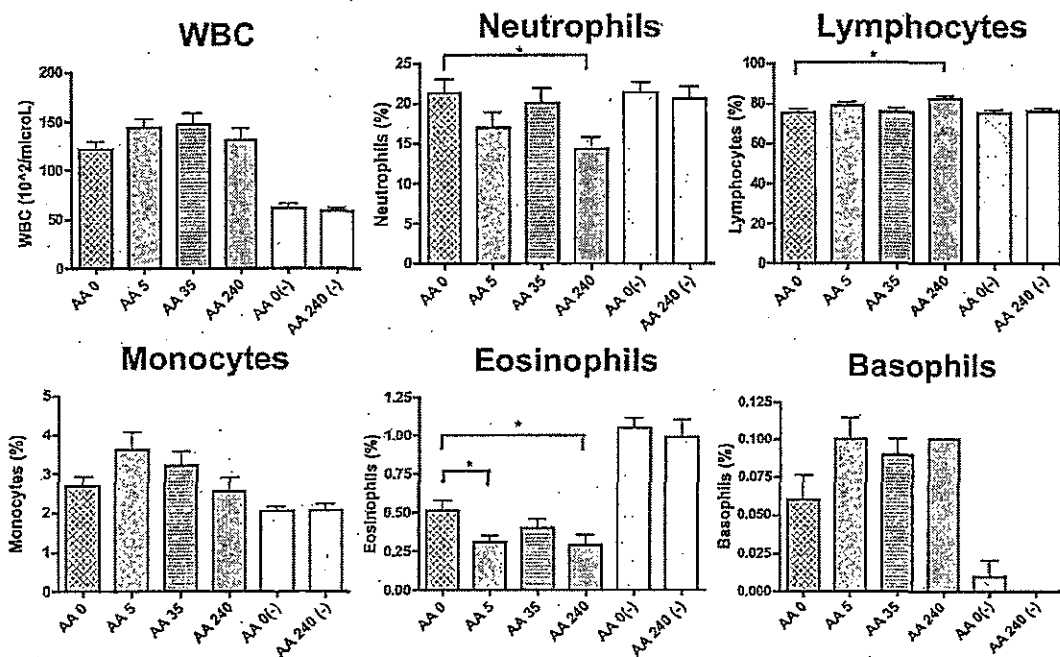 WBC
WBC (10^2/microL)
200
150
100
50
0
AA 0
AA 5
AA 35
AA 240
AA 0(-)
AA 240 (-)
Neutrophils
*
Neutrophils (%)
25
20
15
10
5
0
AA 0
AA 5
AA 35
AA 240
AA 0(-)
AA 240 (-)
Lymphocytes
*
Lymphocytes (%)
100
80
60
40
20
0
AA 0
AA 5
AA 35
AA 240
AA 0(-)
AA 240 (-)
Monocytes
Monocytes (%)
5
4
3
2
1
0
AA 0
AA 5
AA 35
AA 240
AA 0(-)
AA 240 (-)
Eosinophils
*
*
Eosinophils (%)
1.25
1.00
0.75
0.50
0.25
0.00
AA 0
AA 5
AA 35
AA 240
AA 0(-)
AA 240 (-)
Basophils
Basophils (%)
0.125
0.100
0.075
0.050
0.025
0.000
AA 0
AA 5
AA 35
AA 240
AA 0(-)
AA 240 (-)